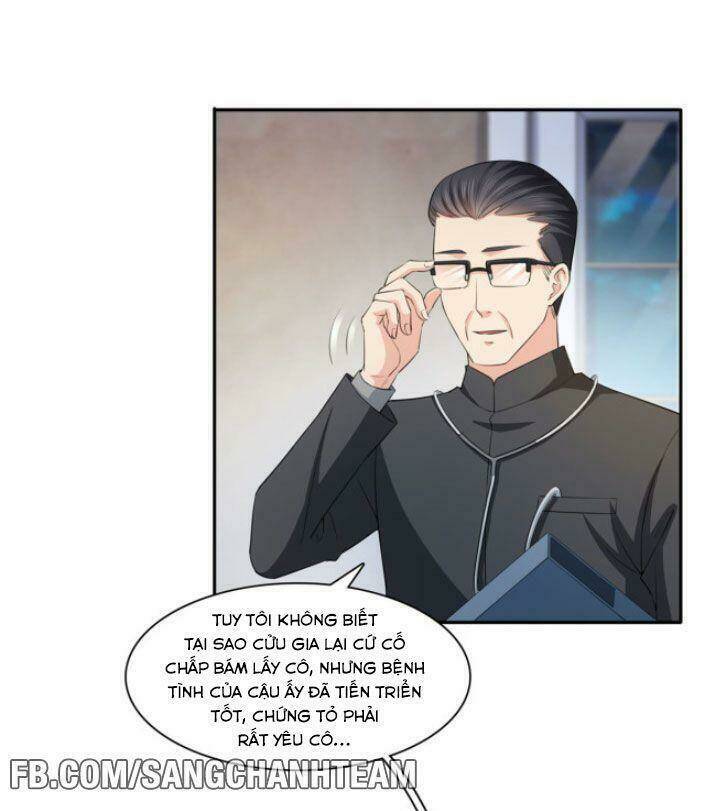 TUY TÔI KHÔNG BIẾT
TẠI SAO CỬU GIA LẠI CỨ CỐ
CHẤP BÁM LẤY CÔ, NHƯNG BỆNH
TÌNH CỦA CẬU ẤY ĐÃ TIẾN TRIỂN
TỐT, CHỨNG TỎ PHẢI
RẤT YÊU CÔ...
FB.COM/SANGCHANHTEAM